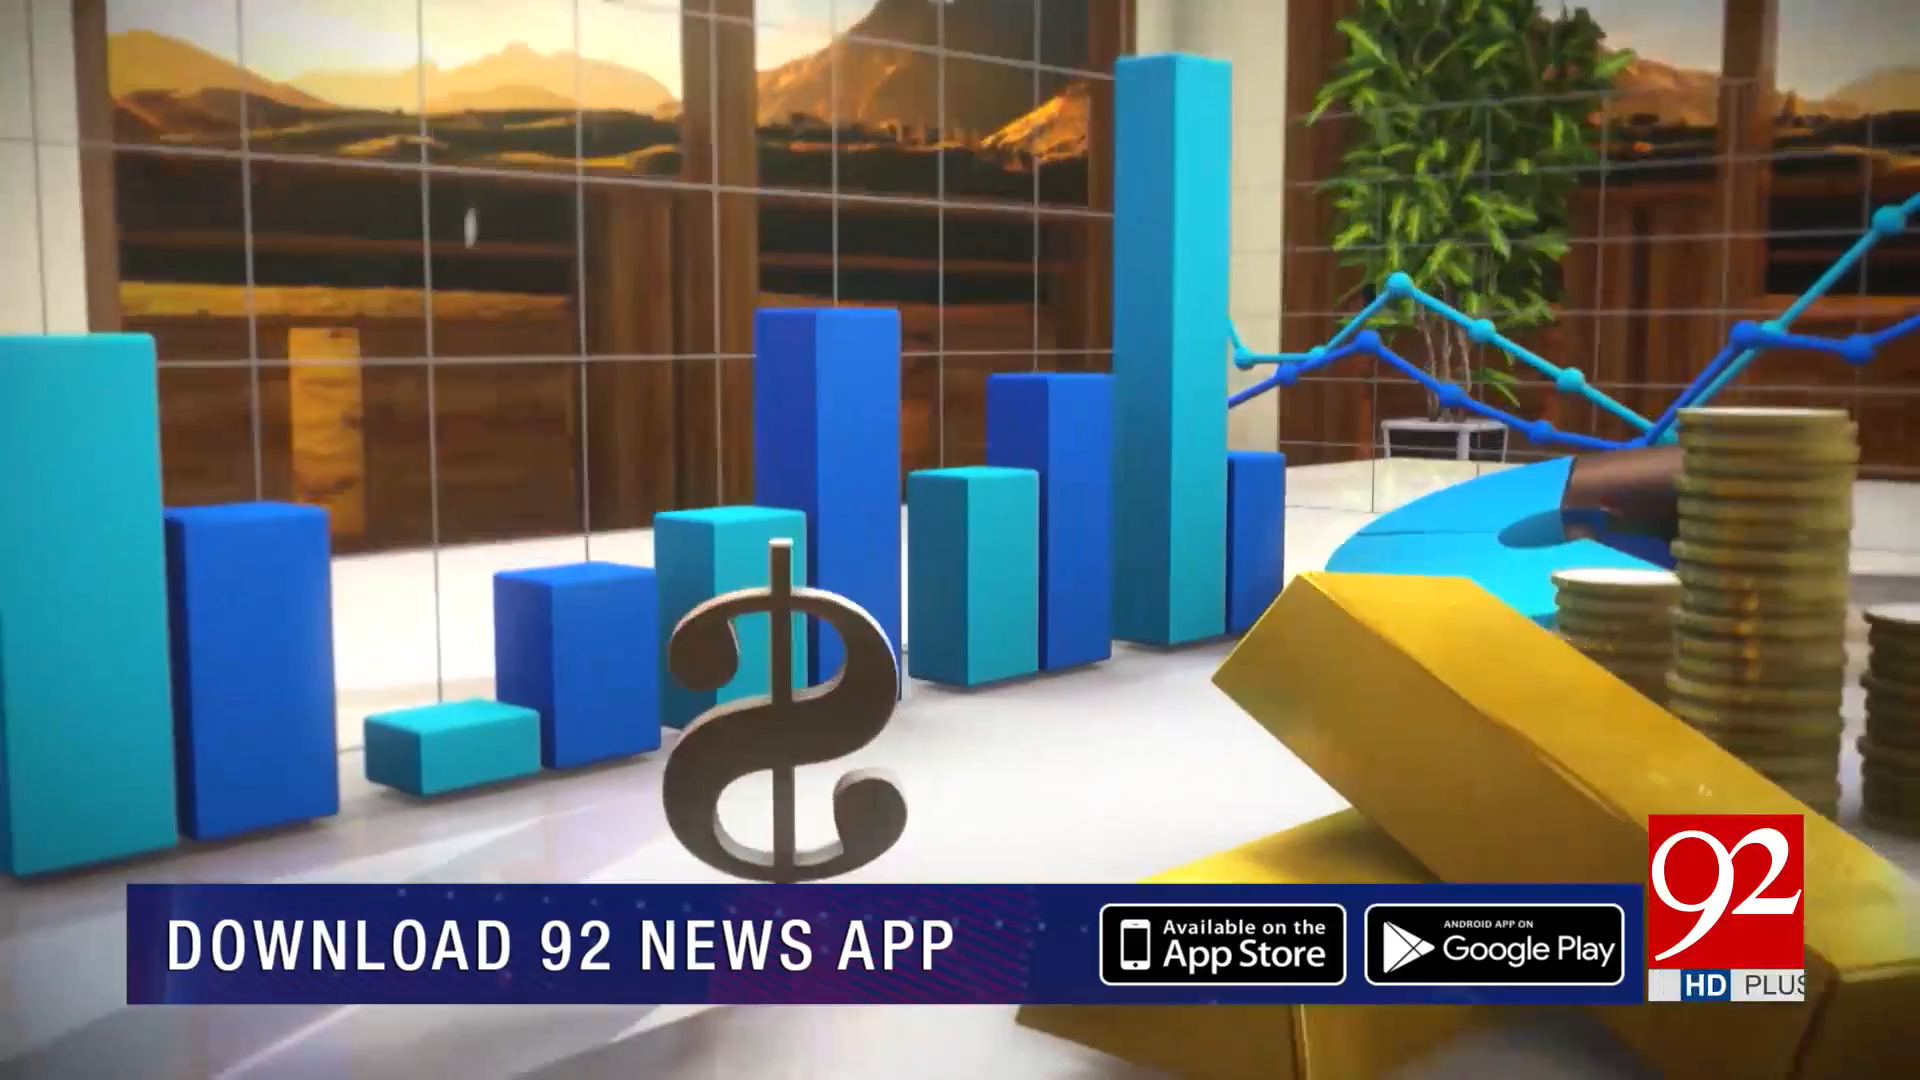 DOWNLOAD 92 NEWS APP
Available on the
App Store
ANDROID APP ON
Google Play
92
HD PLUS